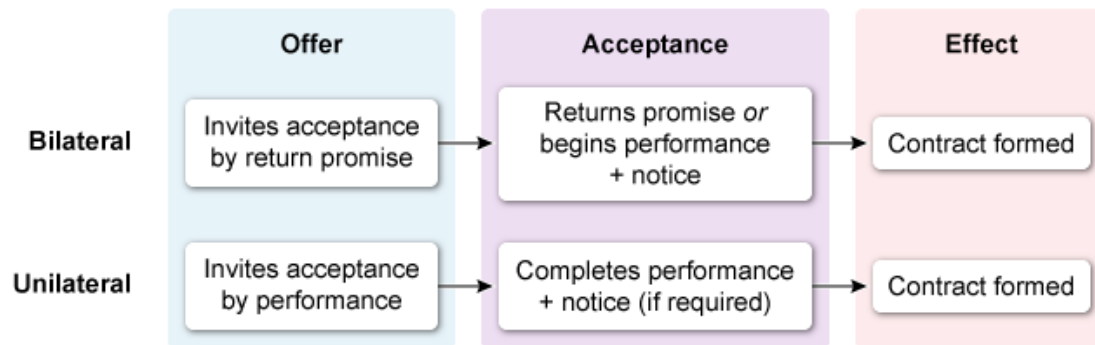 Offer
Acceptance
Effect
Bilateral
Invites acceptance
by return promise
Returns promise or
begins performance
+ notice
Contract formed
Unilateral
Invites acceptance
by performance
Completes performance
+ notice (if required)
Contract formed